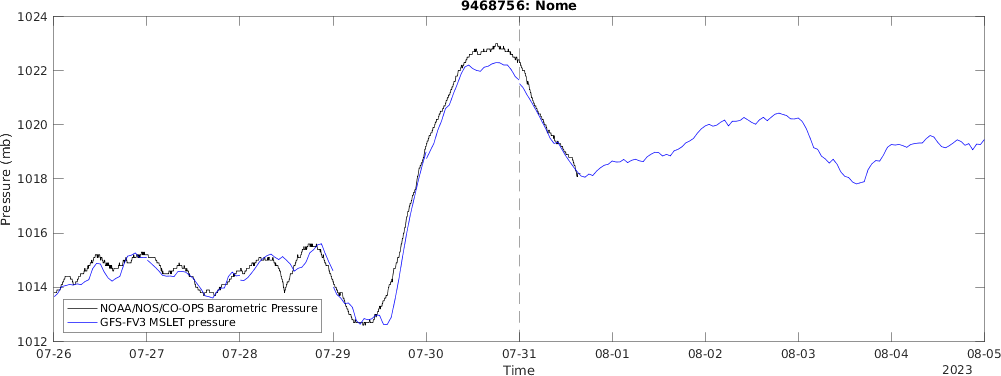 9468756: Nome
1024
1022
1020
1018
1016
1014
1012
Pressure (mb)
NOAA/NOS/CO-OPS Barometric Pressure
GFS-FV3 MSLET pressure
07-26 07-27 07-28 07-29 07-30 07-31 08-01 08-02 08-03 08-04 08-05
Time
2023